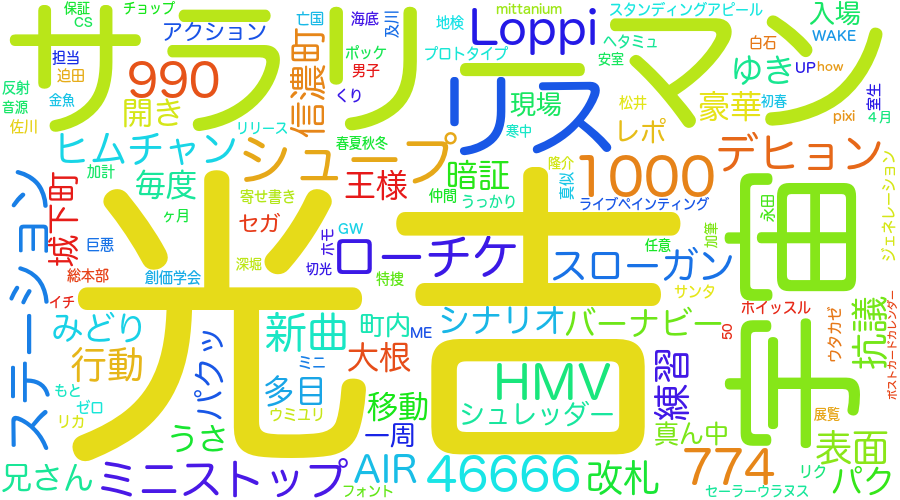 保証
CS
チョップ
アクション
亡国
海底
及川
地検
Loppi
mittanium
スタンディングアピール
入場
WAKE
サラリーマン
担当
迫田
990
信濃町
ポッケ
男子
プロトタイプ
ヘタミュ
安室
白石
ゆき
UP
how
反射
音源
金魚
開き
くり
リス
現場
豪華
初春
室生
佐川
リリース
春夏秋冬
寒中
松井
レポ
pixi
4月
ヒムチャン
シュープ
隆介
1000
デヒョン
加計
毎度
王様
仲間
暗証
うっかり
真似
ライブペインティング
ジェネレーション
ステーション
城下町
ヶ月
寄せ書き
セガ
GW
光吉
永田
宇宙
巨悪
ホモ
ローチケ
任意
加筆
総本部
創価学会
深堀
切光
特捜
スローガン
サンタ
イチ
ホイッスル
ポストカードカレンダー
みどり
パクッ
新曲
町内
ME
シナリオ
バーナビー
50
ウタカゼ
抗議
行動
ミニ
大根
HMV
練習
もと
ゼロ
リカ
多目
ウミユリ
移動
シュレッダー
展覧
うさ
一周
真ん中
表面
兄さん
ミニストップ
AIR
フォント
46666
改札
774
リク
パク
セーラーウラヌス